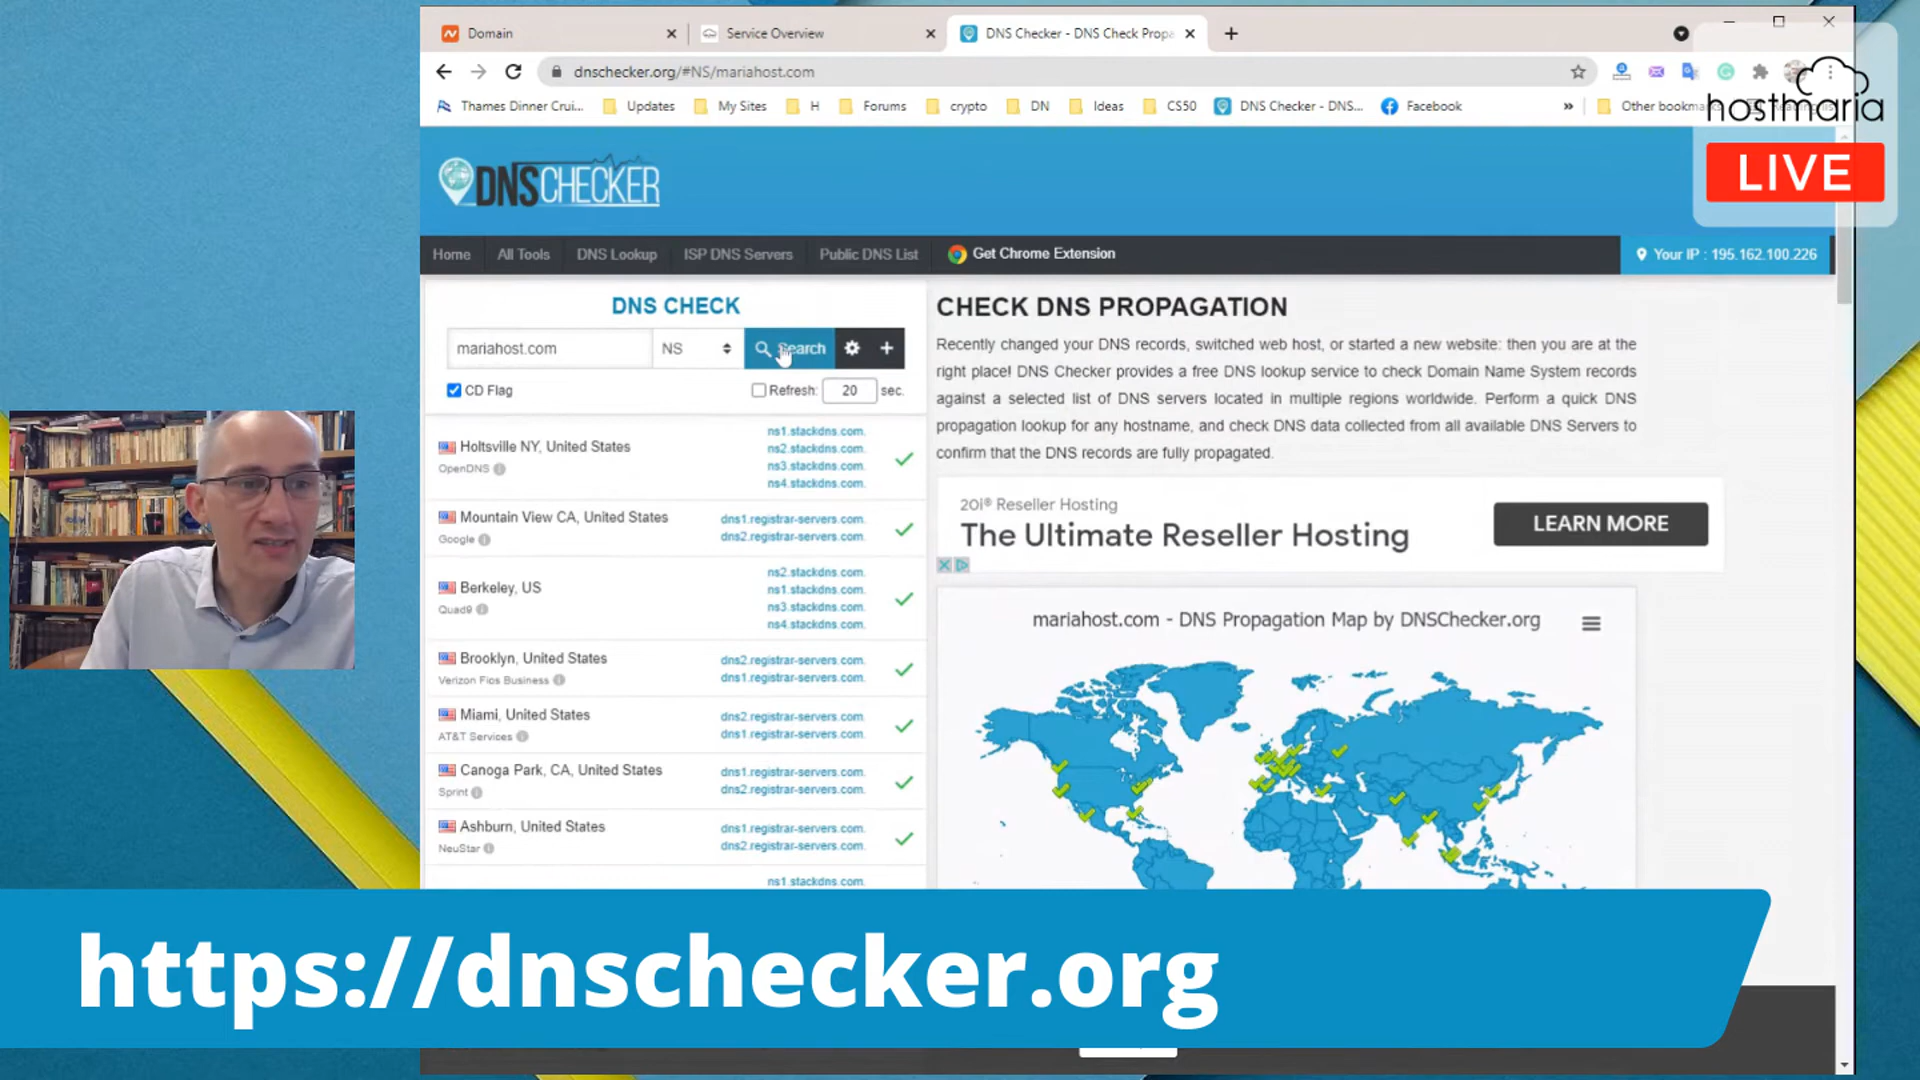 Domain
Service Overview
DNS Checker - DNS Check Propa
dnschecker.org/#NS/mariahost.com
Thames Dinner Crui...
Updates
My Sites
H
Forums
crypto
DN
Ideas
CS50
DNS Checker - DNS...
Facebook
»
Other bookm
hostmaria
LIVE
DNSCHECKER
Home
All Tools
DNS Lookup
ISP DNS Servers
Public DNS List
Get Chrome Extension
Your IP : 195.162.100.226
DNS CHECK
mariahost.com
NS
Search
CD Flag
Refresh: 20 sec.
Holtsville NY, United States
OpenDNS
ns1.stackdns.com.
ns2.stackdns.com.
ns3.stackdns.com.
ns4.stackdns.com.
Mountain View CA, United States
Google
dns1.registrar-servers.com.
dns2.registrar-servers.com.
Berkeley, US
Quad9
ns2.stackdns.com.
ns1.stackdns.com.
ns3.stackdns.com.
ns4.stackdns.com.
Brooklyn, United States
Verizon Fios Business
dns2.registrar-servers.com.
dns1.registrar-servers.com.
Miami, United States
AT&T Services
dns2.registrar-servers.com.
dns1.registrar-servers.com.
Canoga Park, CA, United States
Sprint
dns1.registrar-servers.com.
dns2.registrar-servers.com.
Ashburn, United States
NeuStar
dns1.registrar-servers.com.
dns2.registrar-servers.com.
ns1.stackdns.com.
CHECK DNS PROPAGATION
Recently changed your DNS records, switched web host, or started a new website: then you are at the
right place! DNS Checker provides a free DNS lookup service to check Domain Name System records
against a selected list of DNS servers located in multiple regions worldwide. Perform a quick DNS
propagation lookup for any hostname, and check DNS data collected from all available DNS Servers to
confirm that the DNS records are fully propagated.
20i® Reseller Hosting
The Ultimate Reseller Hosting
LEARN MORE
mariahost.com - DNS Propagation Map by DNSChecker.org
https://dnschecker.org